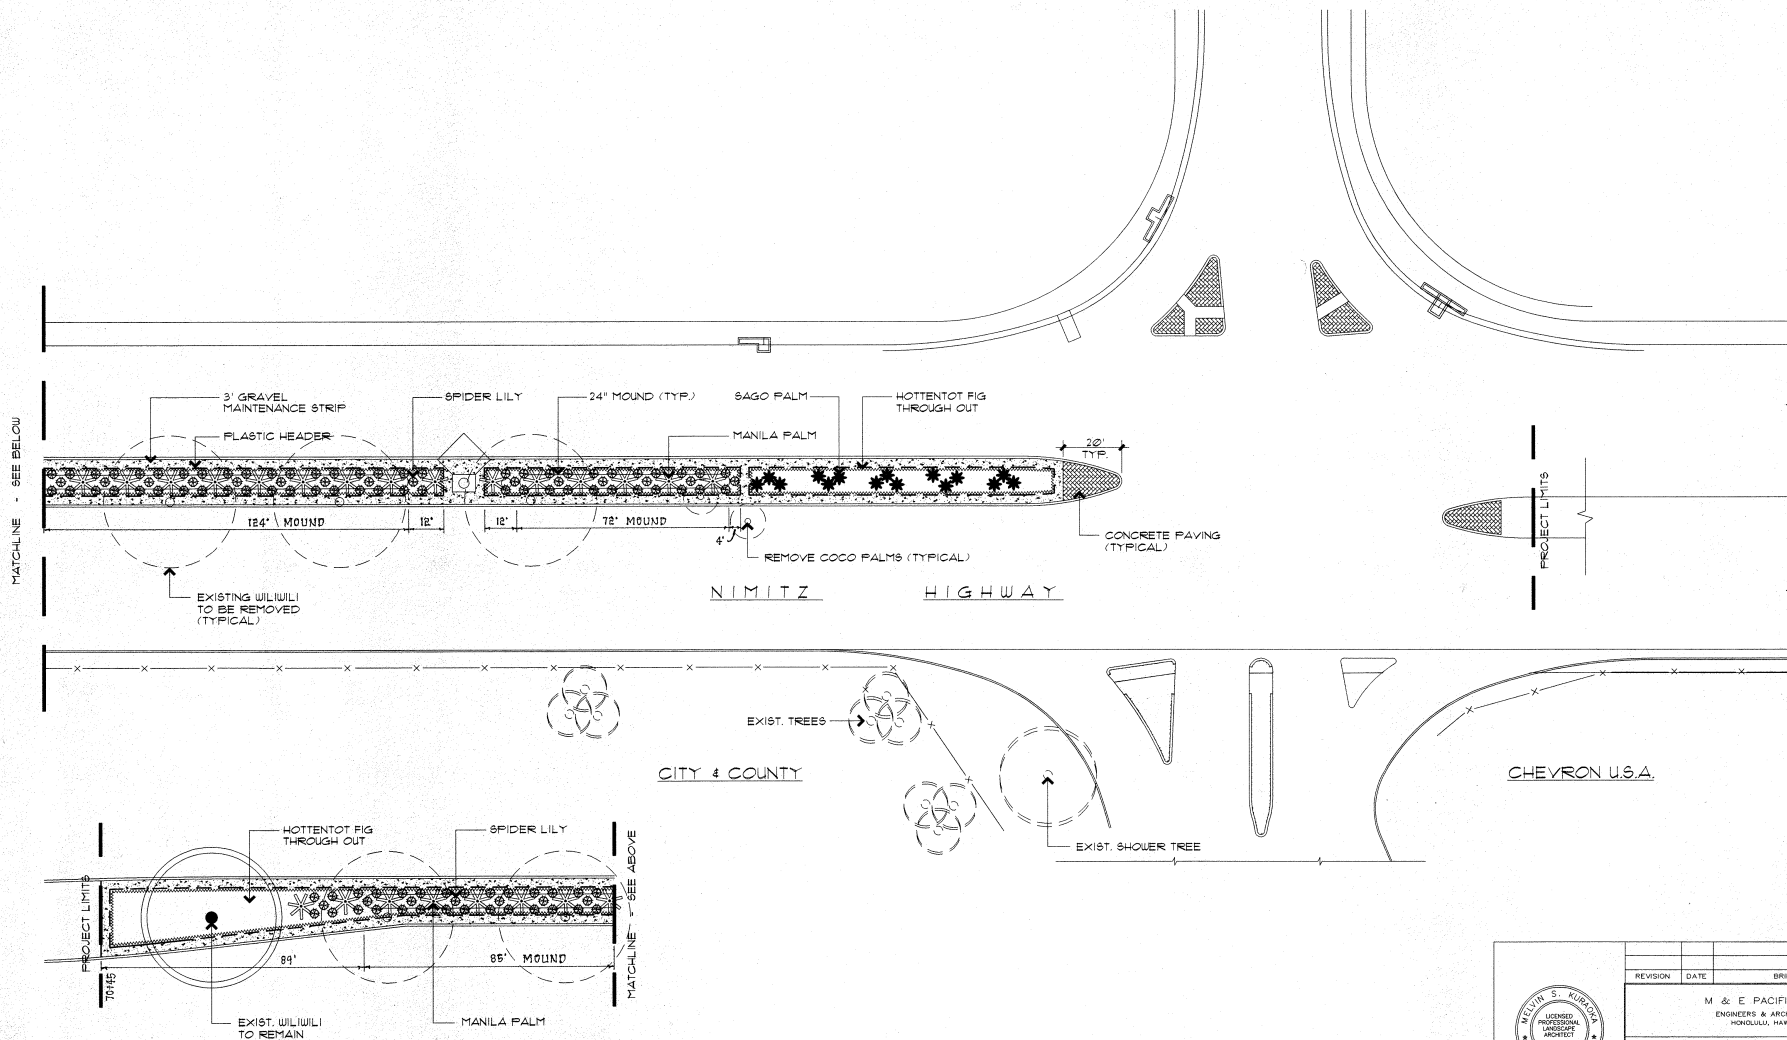 MATCHLINE - SEE BELOW
3' GRAVEL
MAINTENANCE STRIP
SPIDER LILY
24" MOUND (TYP.)
SAGO PALM
HOTTENTOT FIG
THROUGH OUT
PLASTIC HEADER
MANILA PALM
20'
TYP.
124' MOUND
12'
12'
72' MOUND
4'
REMOVE COCO PALMS (TYPICAL)
CONCRETE PAVING
(TYPICAL)
PROJECT LIMITS
EXISTING WILIWILI
TO BE REMOVED
(TYPICAL)
NIMITZ HIGHWAY
EXIST. TREES
CITY & COUNTY
CHEVRON U.S.A.
EXIST. SHOWER TREE
HOTTENTOT FIG
THROUGH OUT
SPIDER LILY
PROJECT LIMITS
MATCHLINE - SEE ABOVE
89'
85' MOUND
70+45
EXIST. WILIWILI
TO REMAIN
MANILA PALM
REVISION DATE BRI
M & E PACIFI
ENGINEERS & ARCH
HONOLULU, HAW
MELVIN S. KURAOKA
LICENSED
PROFESSIONAL
LANDSCAPE
ARCHITECT